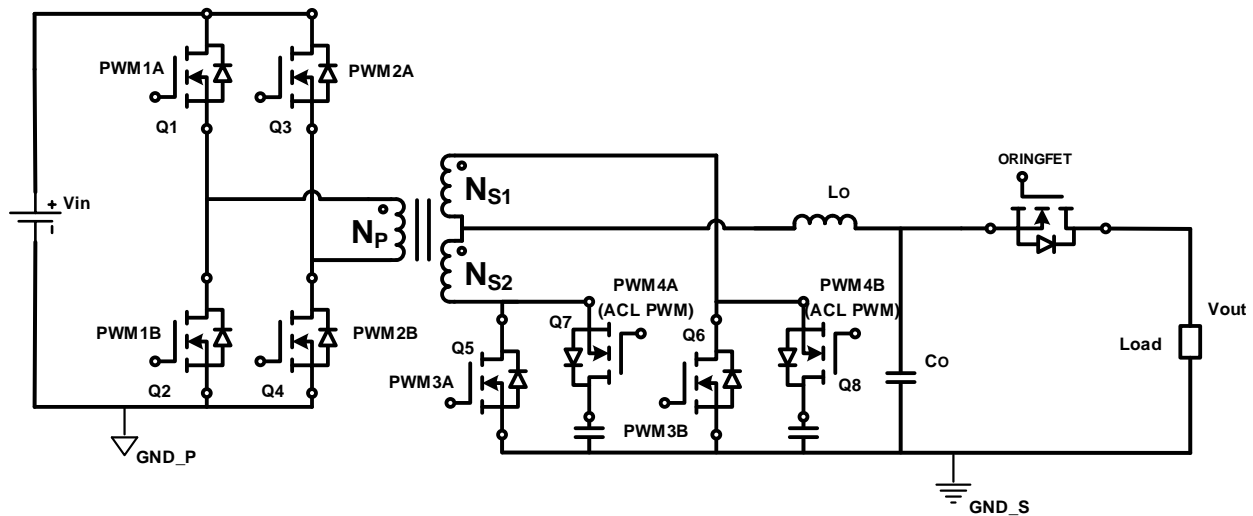 PWM1A
PWM2A
Q1
Q3
ORINGFET
+ Vin
-
NP
NS1
NS2
LO
PWM4A
(ACL PWM)
PWM4B
(ACL PWM)
Vout
PWM1B
PWM2B
Q7
Q6
Load
Q5
CO
Q2
Q4
PWM3A
Q8
PWM3B
GND_P
GND_S